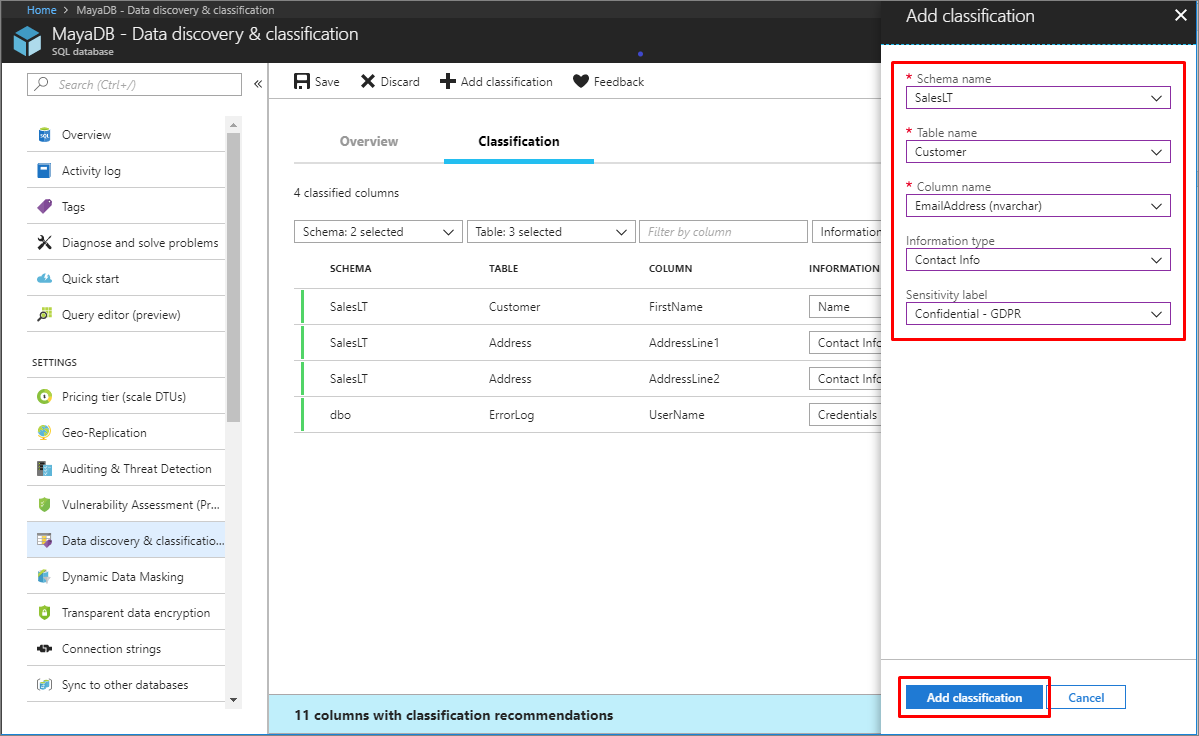 Home > MayaDB - Data discovery & classification
MayaDB - Data discovery & classification
SQL database
Search (Ctrl+/)
«
Overview
Activity log
Tags
Diagnose and solve problems
Quick start
Query editor (preview)
SETTINGS
Pricing tier (scale DTUs)
Geo-Replication
Auditing & Threat Detection
Vulnerability Assessment (Pr...
Data discovery & classificatio...
Dynamic Data Masking
Transparent data encryption
Connection strings
Sync to other databases
Save Discard Add classification Feedback
Overview Classification
4 classified columns
Schema: 2 selected Table: 3 selected Filter by column Information
SCHEMA TABLE COLUMN INFORMATION
SalesLT Customer FirstName Name
SalesLT Address AddressLine1 Contact Info
SalesLT Address AddressLine2 Contact Info
dbo ErrorLog UserName Credentials
11 columns with classification recommendations
Add classification
* Schema name
SalesLT
* Table name
Customer
* Column name
EmailAddress (nvarchar)
Information type
Contact Info
Sensitivity label
Confidential - GDPR
Add classification Cancel